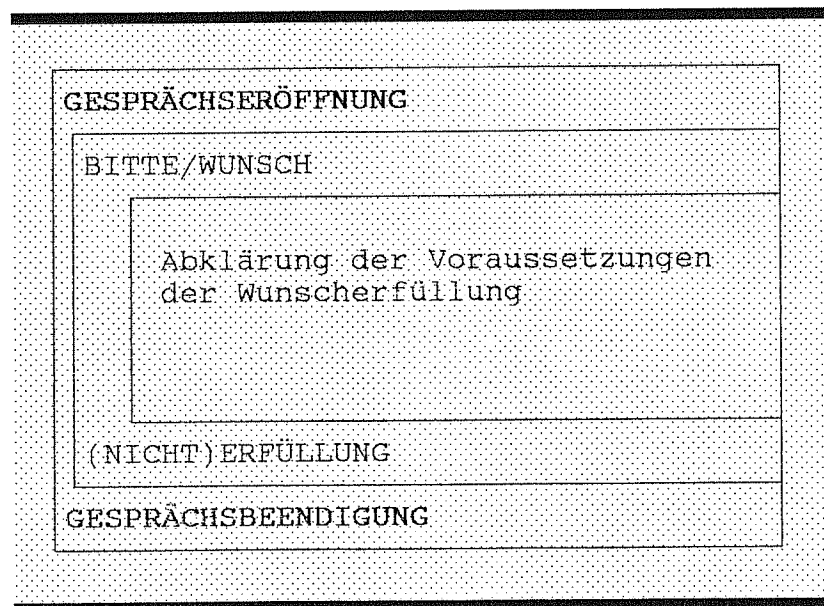 GESPRÄCHSERÖFFNUNG
BITTE/WUNSCH
Abklärung der Voraussetzungen
der Wunscherfüllung
(NICHT)ERFÜLLUNG
GESPRÄCHSBEENDIGUNG